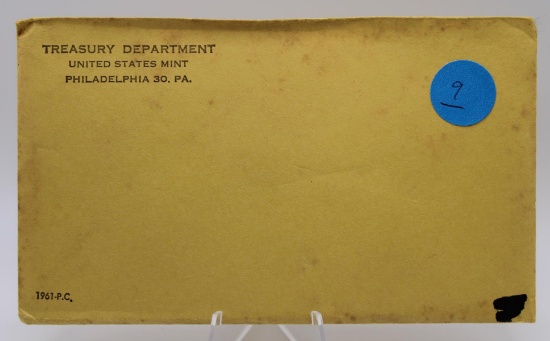 TREASURY DEPARTMENT
UNITED STATES MINT
PHILADELPHIA 30, PA.
9
1961-P.C.